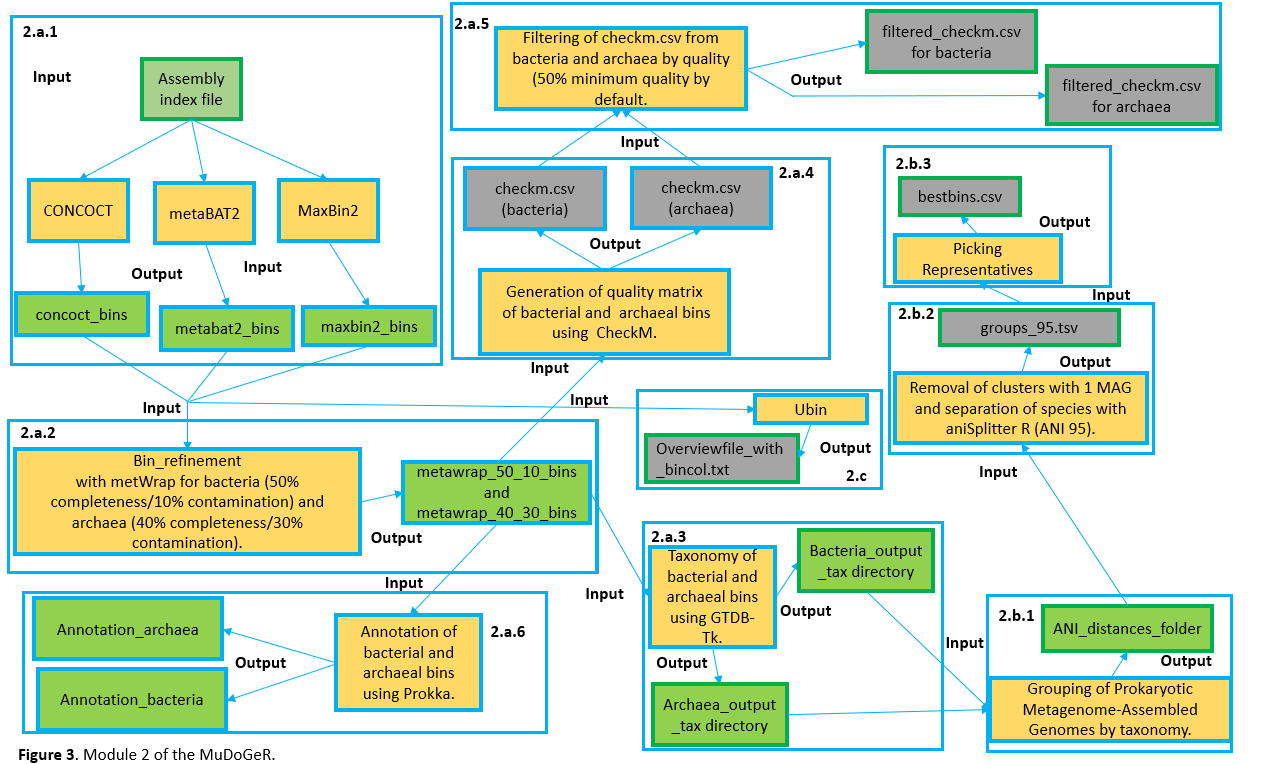 2.a.1
Input
Assembly
index file
CONCOCT
metaBAT2
MaxBin2
Output
Input
concoct_bins
metabat2_bins
maxbin2_bins
Input
2.a.2
Bin_refinement
with metWrap for bacteria (50%
completeness/10% contamination) and
archaea (40% completeness/30%
contamination).
Output
metawrap_50_10_bins
and
metawrap_40_30_bins
Input
Annotation_archaea
Annotation_bacteria
Output
Annotation of
bacterial and
archaeal bins
using Prokka.
2.a.6
2.a.5
Filtering of checkm.csv from
bacteria and archaea by quality
(50% minimum quality by
default.
Output
filtered_checkm.csv
for bacteria
filtered_checkm.csv
for archaea
Input
2.a.4
checkm.csv
(bacteria)
checkm.csv
(archaea)
Output
Generation of quality matrix
of bacterial and archaeal bins
using CheckM.
Input
Input
Ubin
Output
Overviewfile_with
_bincol.txt
2.c
Input
2.a.3
Taxonomy of
bacterial and
archaeal bins
using GTDB-
Tk.
Output
Bacteria_output
_tax directory
Output
Archaea_output
_tax directory
Input
2.b.3
bestbins.csv
Output
Picking
Representatives
Input
2.b.2
groups_95.tsv
Output
Removal of clusters with 1 MAG
and separation of species with
aniSplitter R (ANI 95).
Input
2.b.1
ANI_distances_folder
Output
Grouping of Prokaryotic
Metagenome-Assembled
Genomes by taxonomy.
Figure 3. Module 2 of the MuDoGeR.